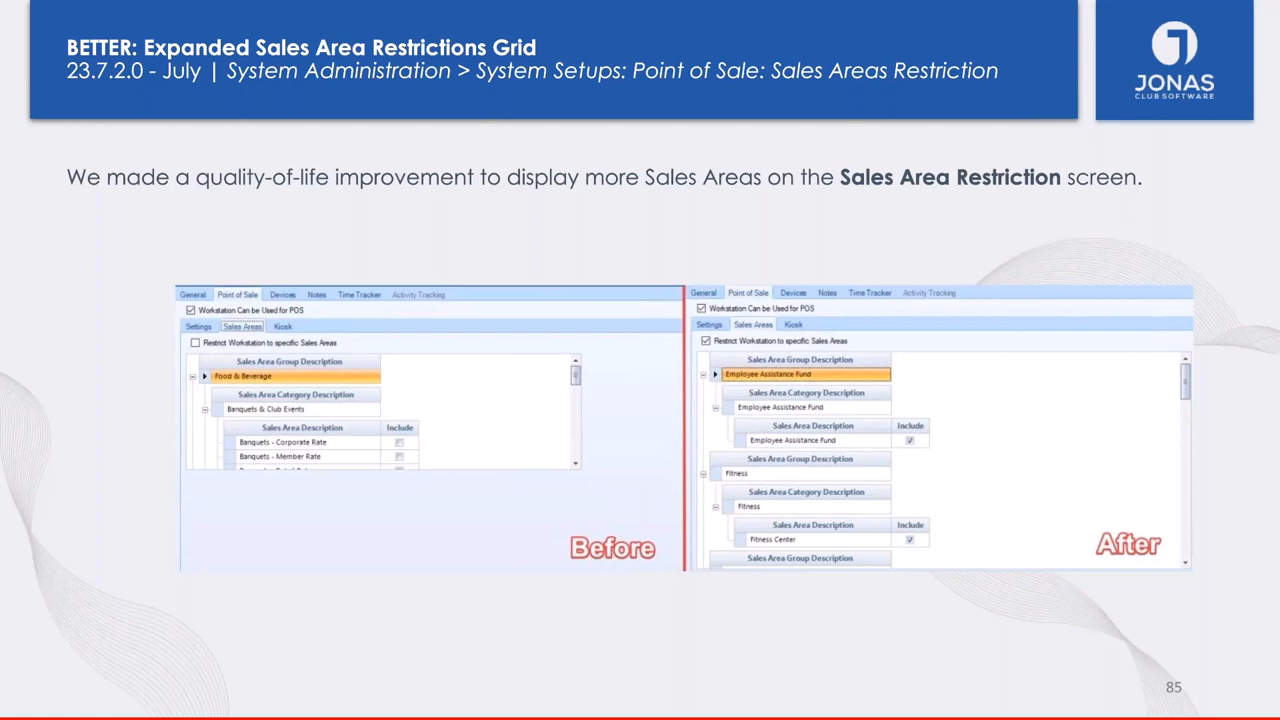 BETTER: Expanded Sales Area Restrictions Grid
23.7.2.0 - July | System Administration > System Setups: Point of Sale: Sales Areas Restriction
JONAS
CLUB SOFTWARE
We made a quality-of-life improvement to display more Sales Areas on the Sales Area Restriction screen.
General Point of Sale Devices Notes Time Tracker Activity Tracking
Workstation Can be Used for POS
Settings Sales Areas Kiosk
Restrict Workstation to specific Sales Areas
Sales Area Group Description
Food & Beverage
Sales Area Category Description
Banquets & Club Events
Sales Area Description Include
Banquets - Corporate Rate
Banquets - Member Rate
Before
General Point of Sale Devices Notes Time Tracker Activity Tracking
Workstation Can be Used for POS
Settings Sales Areas Kiosk
Restrict Workstation to specific Sales Areas
Sales Area Group Description
Employee Assistance Fund
Sales Area Category Description
Employee Assistance Fund
Sales Area Description Include
Employee Assistance Fund
Sales Area Group Description
Fitness
Sales Area Category Description
Fitness
Sales Area Description Include
Fitness Center
Sales Area Group Description
After
85